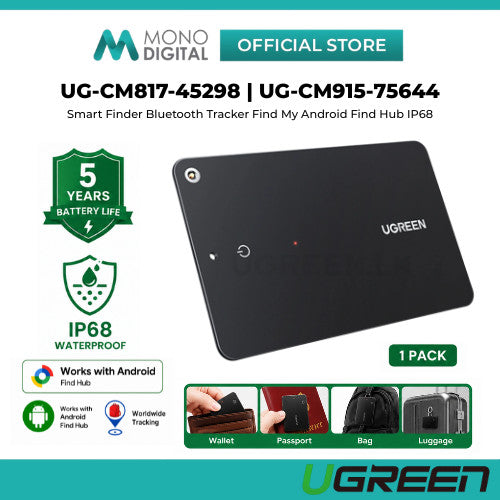 MONO
DIGITAL
OFFICIAL STORE
UG-CM817-45298 | UG-CM915-75644
Smart Finder Bluetooth Tracker Find My Android Find Hub IP68
5
YEARS
BATTERY LIFE
UGREEN
IP68
WATERPROOF
1 PACK
Works with Android
Find Hub
Works with
Android
Find Hub
Worldwide
Tracking
Wallet
Passport
Bag
Luggage
UGREEN